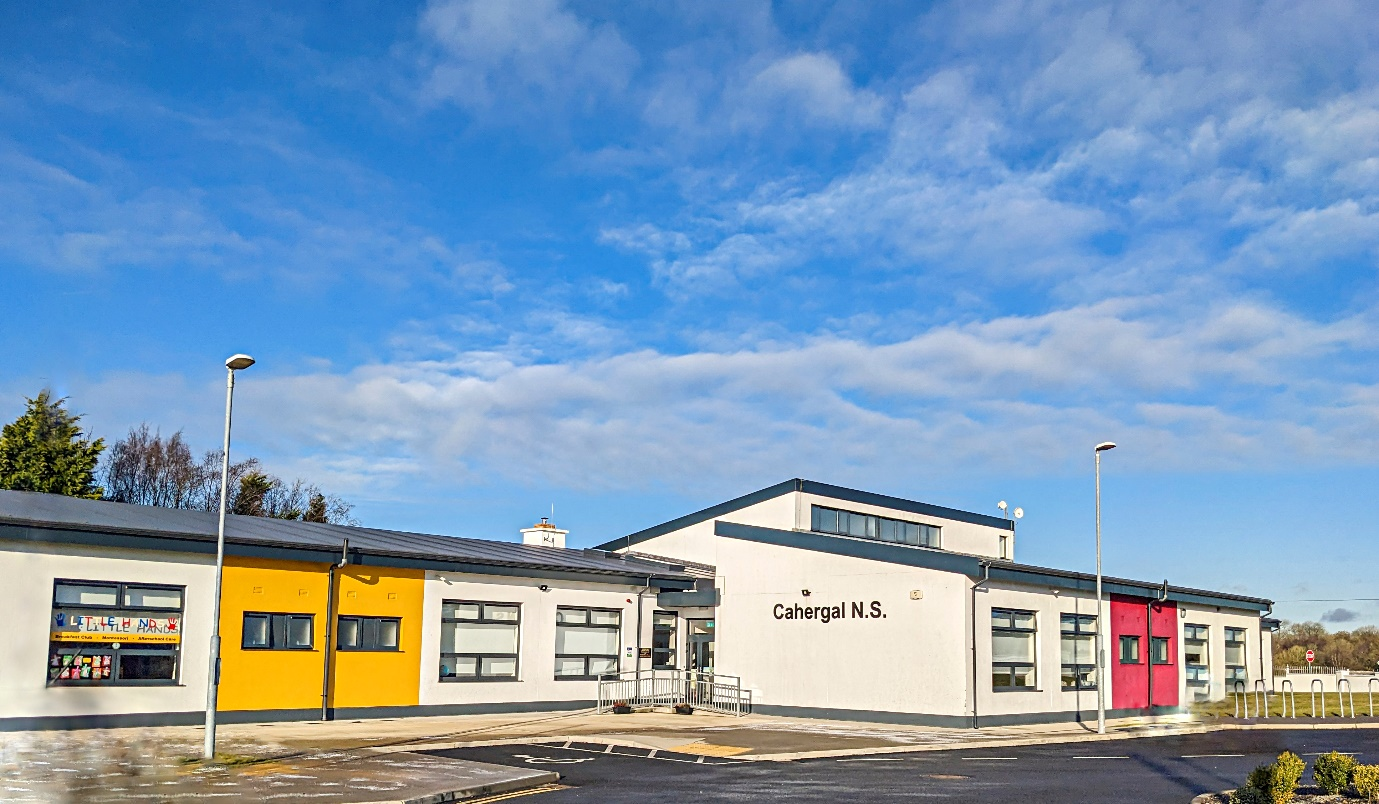 LITTLE HANDS
Breakfast Club - Montessori - Afterschool Care
Cahergal N.S.